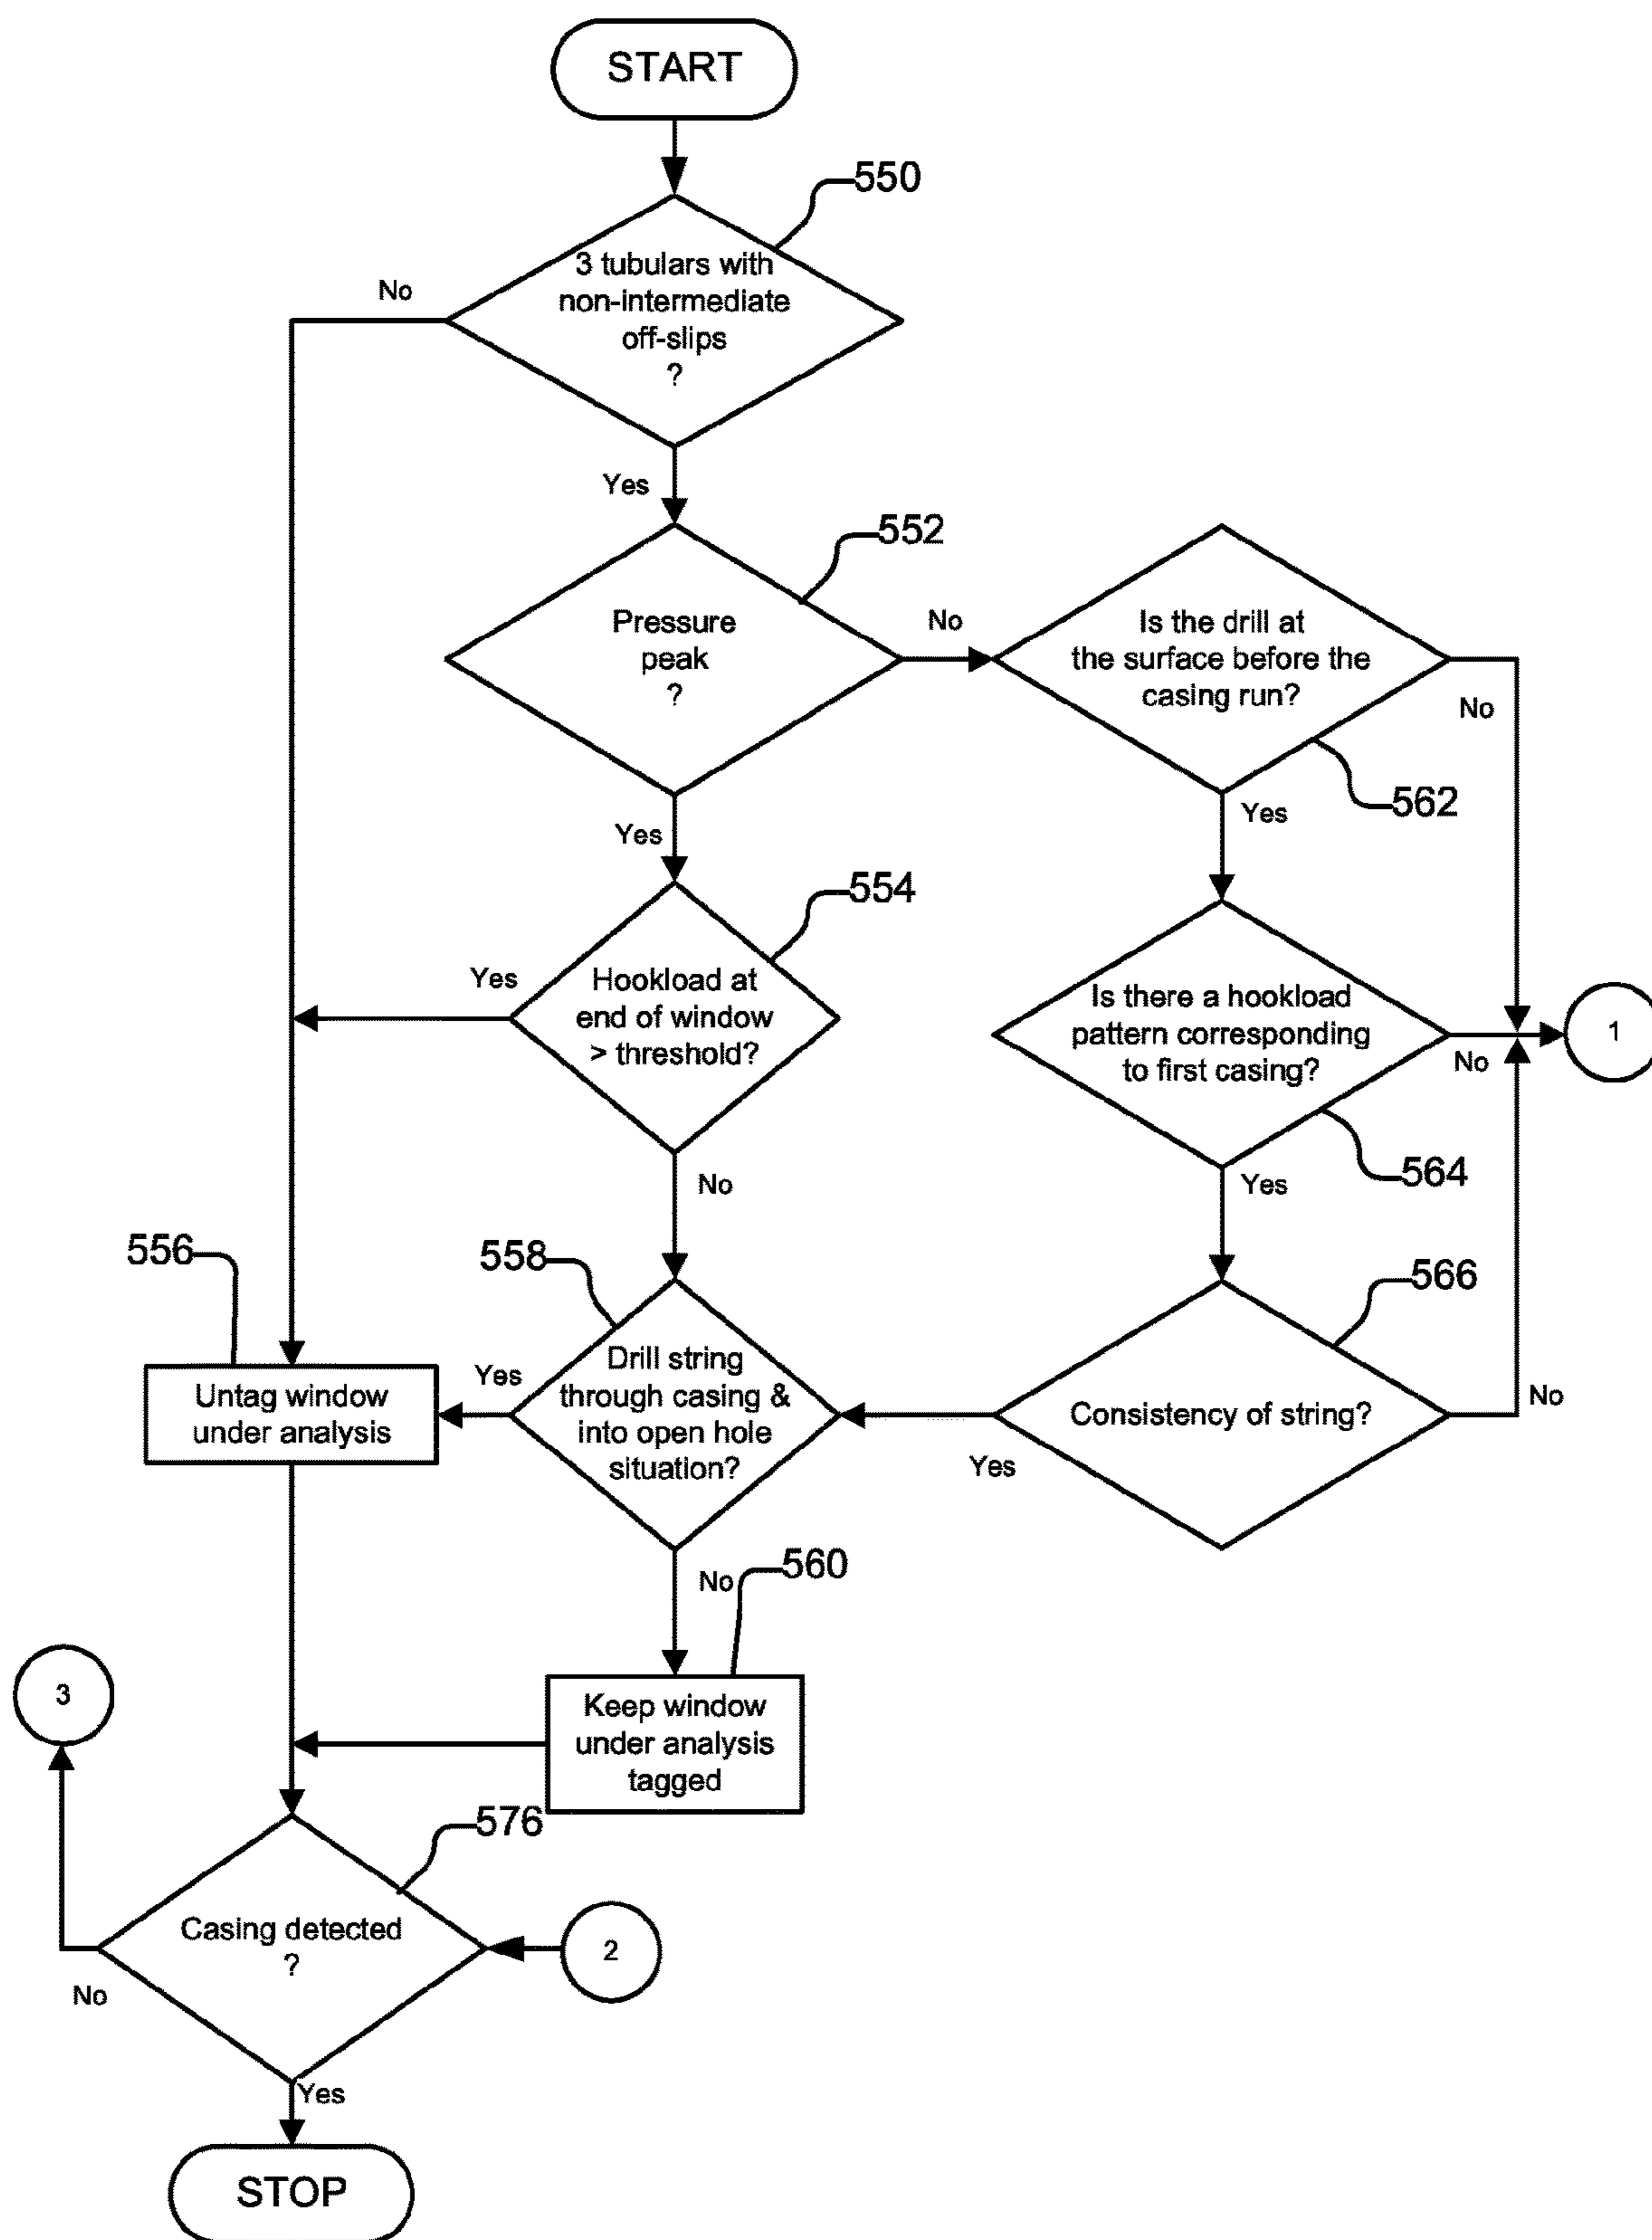 START
550
3 tubulars with
non-intermediate
off-slips
?
No
Yes
552
Pressure
peak
?
No
Is the drill at
the surface before the
casing run?
No
562
Yes
Yes
554
Hookload at
end of window
> threshold?
Yes
Is there a hookload
pattern corresponding
to first casing?
No
1
564
No
Yes
556
558
566
Untag window
under analysis
Yes
Drill string
through casing &
into open hole
situation?
Yes
Consistency of string?
No
No
560
3
Keep window
under analysis
tagged
576
Casing detected
?
2
No
Yes
STOP